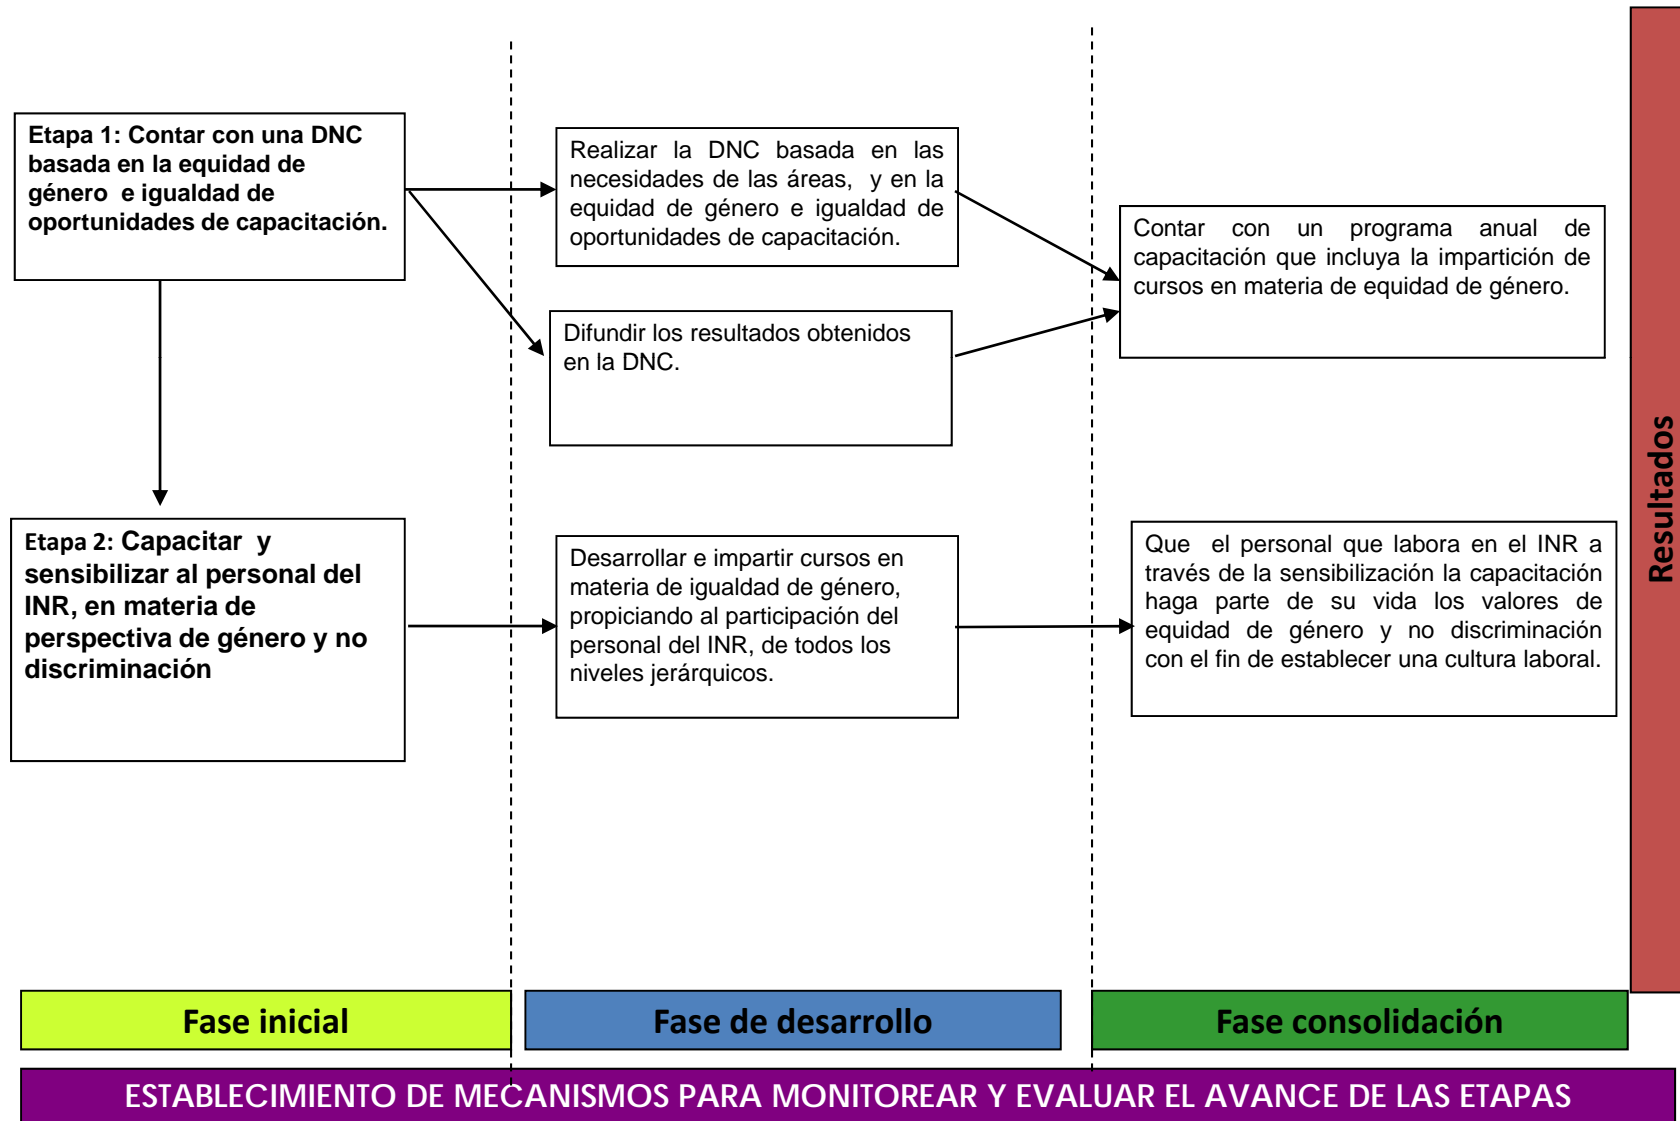 Etapa 1: Contar con una DNC
basada en la equidad de
género e igualdad de
oportunidades de capacitación.
Realizar la DNC basada en las
necesidades de las áreas, y en la
equidad de género e igualdad de
oportunidades de capacitación.
Difundir los resultados obtenidos
en la DNC.
Contar con un programa anual de
capacitación que incluya la impartición de
cursos en materia de equidad de género.
Etapa 2: Capacitar y
sensibilizar al personal del
INR, en materia de
perspectiva de género y no
discriminación
Desarrollar e impartir cursos en
materia de igualdad de género,
propiciando al participación del
personal del INR, de todos los
niveles jerárquicos.
Que el personal que labora en el INR a
través de la sensibilización la capacitación
haga parte de su vida los valores de
equidad de género y no discriminación
con el fin de establecer una cultura laboral.
Resultados
Fase inicial
Fase de desarrollo
Fase consolidación
ESTABLECIMIENTO DE MECANISMOS PARA MONITOREAR Y EVALUAR EL AVANCE DE LAS ETAPAS